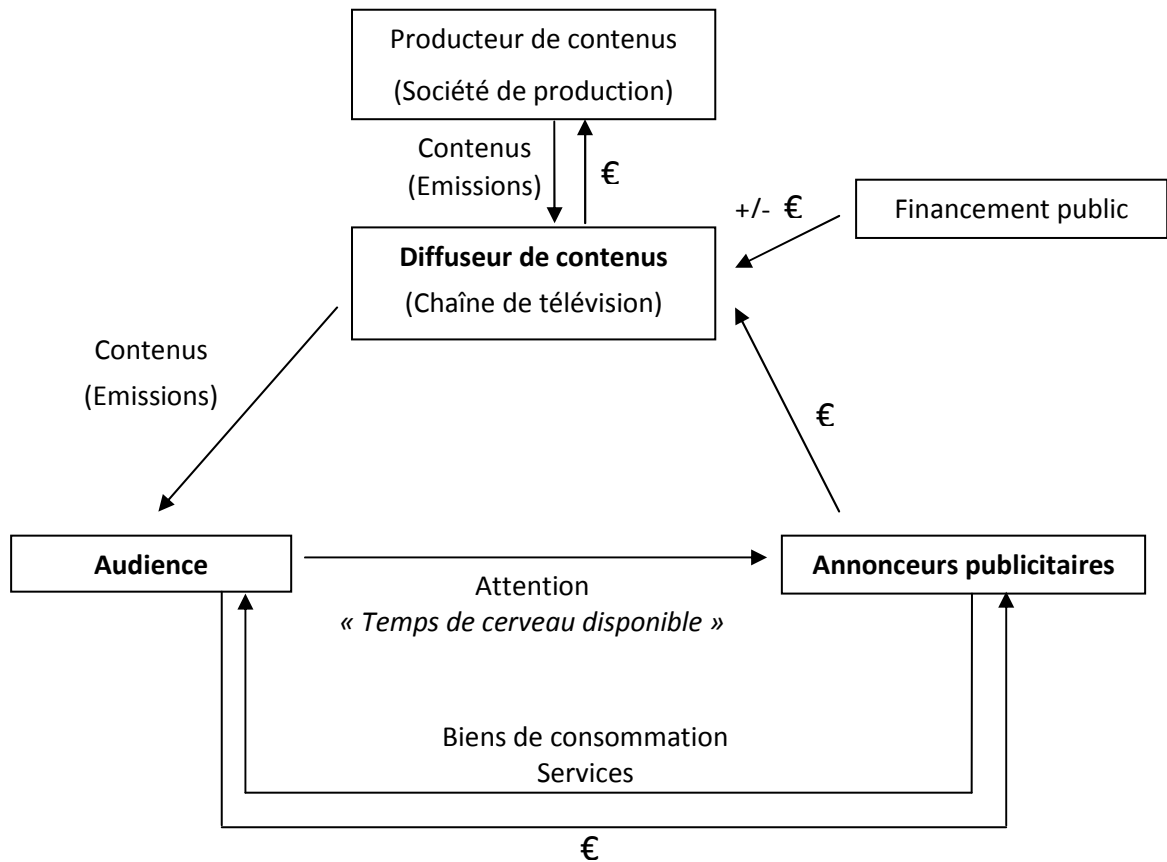 Producteur de contenus
(Société de production)
Contenus
(Emissions)
€
+/- €
Financement public
Diffuseur de contenus
(Chaîne de télévision)
Contenus
(Emissions)
€
Audience
Annonceurs publicitaires
Attention
« Temps de cerveau disponible »
Biens de consommation
Services
€